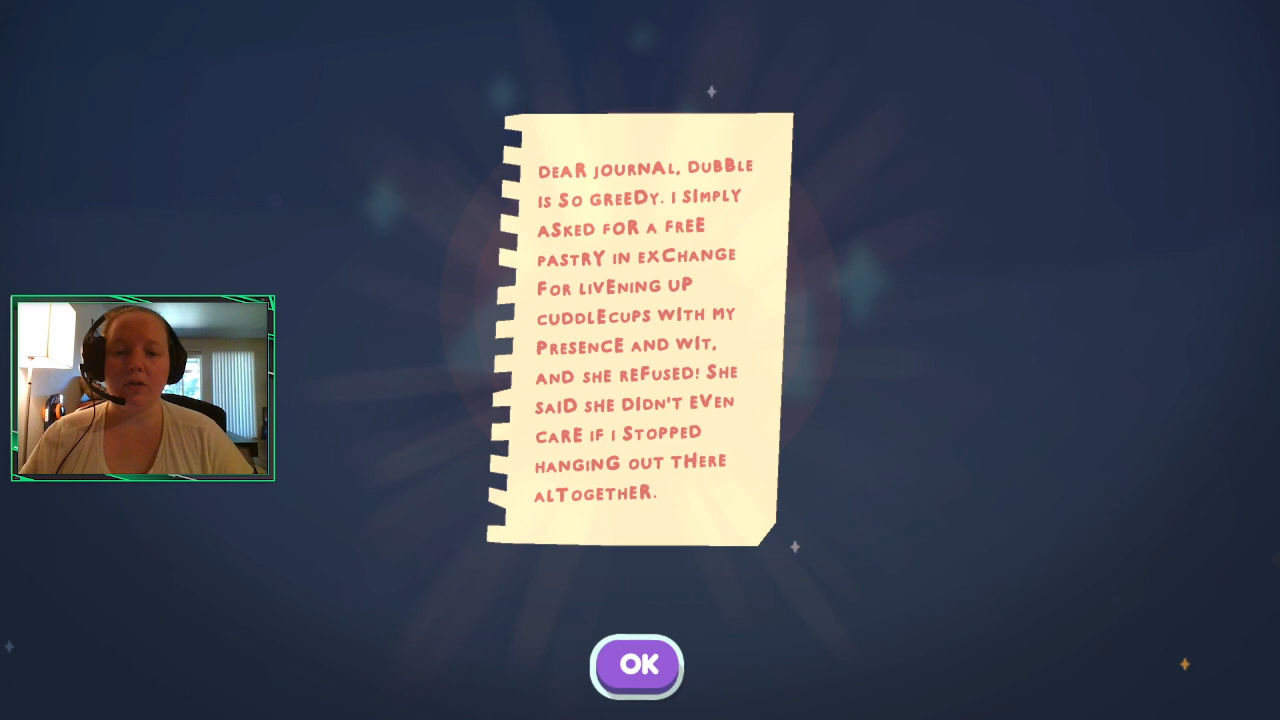 DEAR JOURNAL, DUBBLE
IS SO GREEDY. I SIMPLY
ASKED FOR A FREE
PASTRY IN EXCHANGE
FOR LIVENING UP
CUDDLECUPS WITH MY
PRESENCE AND WIT,
AND SHE REFUSED! SHE
SAID SHE DIDN'T EVEN
CARE IF I STOPPED
HANGING OUT THERE
ALTOGETHER.
OK